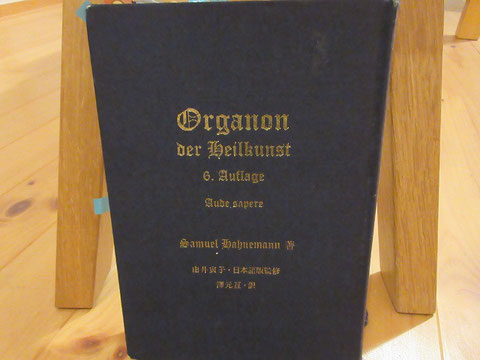 Organon
der Heilkunst
6. Auflage
Aude sapere
Samuel Hahnemann 著
由井寅子・日本語版監修
澤元亙・訳